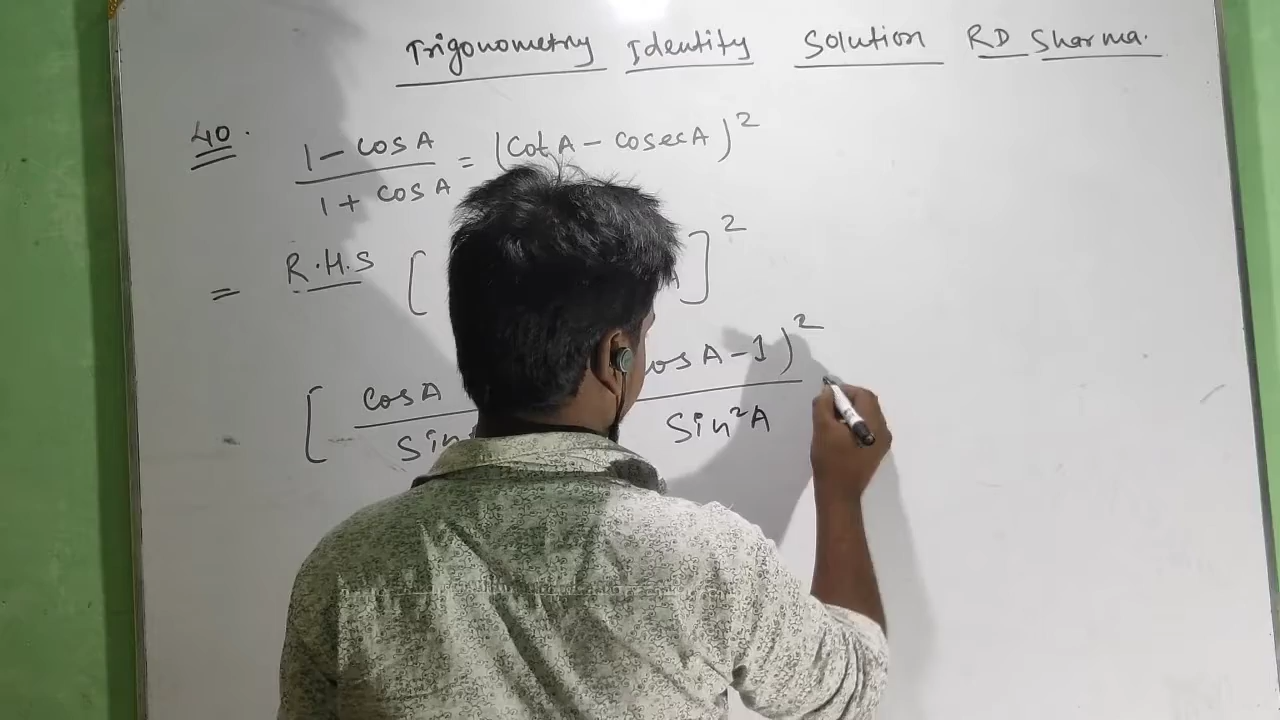 Trigonometry Identity Solution RD Sharma.
40. 1 - cos A / 1 + cos A = (Cot A - cosec A)²
= R.H.S [ A]²
[ cos A / Sin os A - 1)² / Sin²A